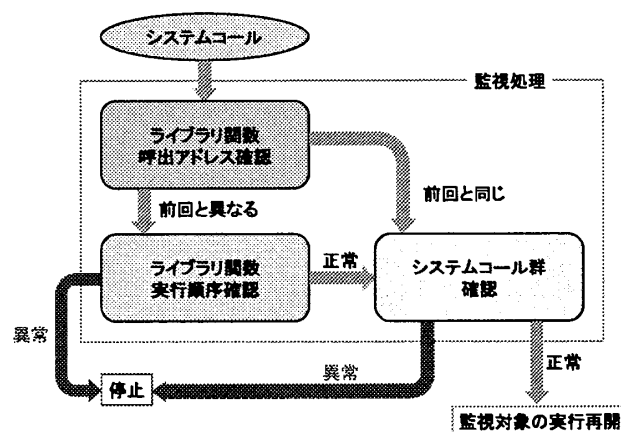 システムコール
監視処理
ライブラリ関数
呼出アドレス確認
前回と異なる
前回と同じ
ライブラリ関数
実行順序確認
正常
システムコール群
確認
異常
停止
異常
正常
監視対象の実行再開